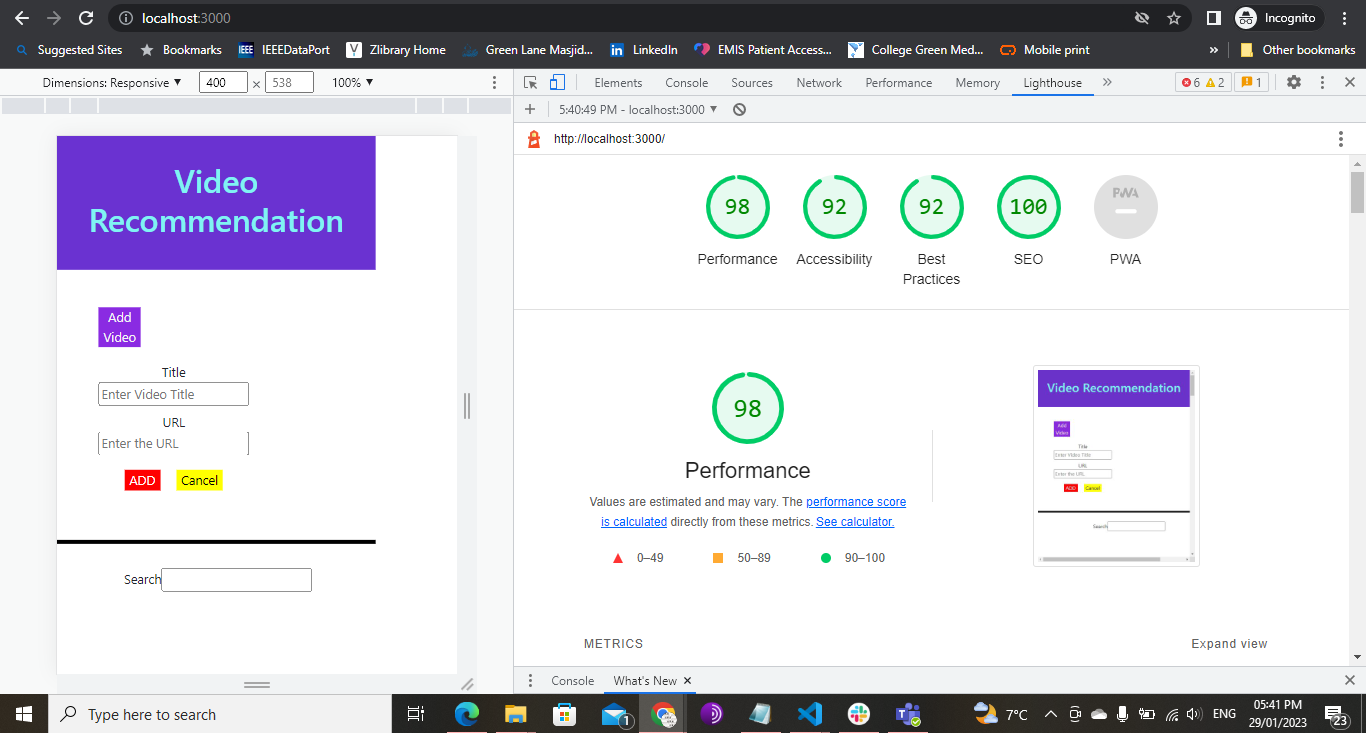 localhost:3000
Incognito
Suggested Sites
Bookmarks
IEEE
IEEEDataPort
Zlibrary Home
Green Lane Masjid...
LinkedIn
EMIS Patient Access...
College Green Med...
Mobile print
»
Other bookmarks
Dimensions: Responsive ▼
400
×
538
100% ▼
Elements
Console
Sources
Network
Performance
Memory
Lighthouse
»
6
2
1
5:40:49 PM - localhost:3000 ▼
http://localhost:3000/
Video
Recommendation
Add
Video
Title
Enter Video Title
URL
Enter the URL
ADD
Cancel
Search
98
92
92
100
PWA
Performance
Accessibility
Best
Practices
SEO
PWA
98
Performance
Values are estimated and may vary. The performance score
is calculated directly from these metrics. See calculator.
0–49
50–89
90–100
Video Recommendation
Add
Video
Title
Enter Video Title
URL
Enter the URL
ADD
Cancel
Search
METRICS
Expand view
Console
What's New
Type here to search
1
7°C
ENG
05:41 PM
29/01/2023
23